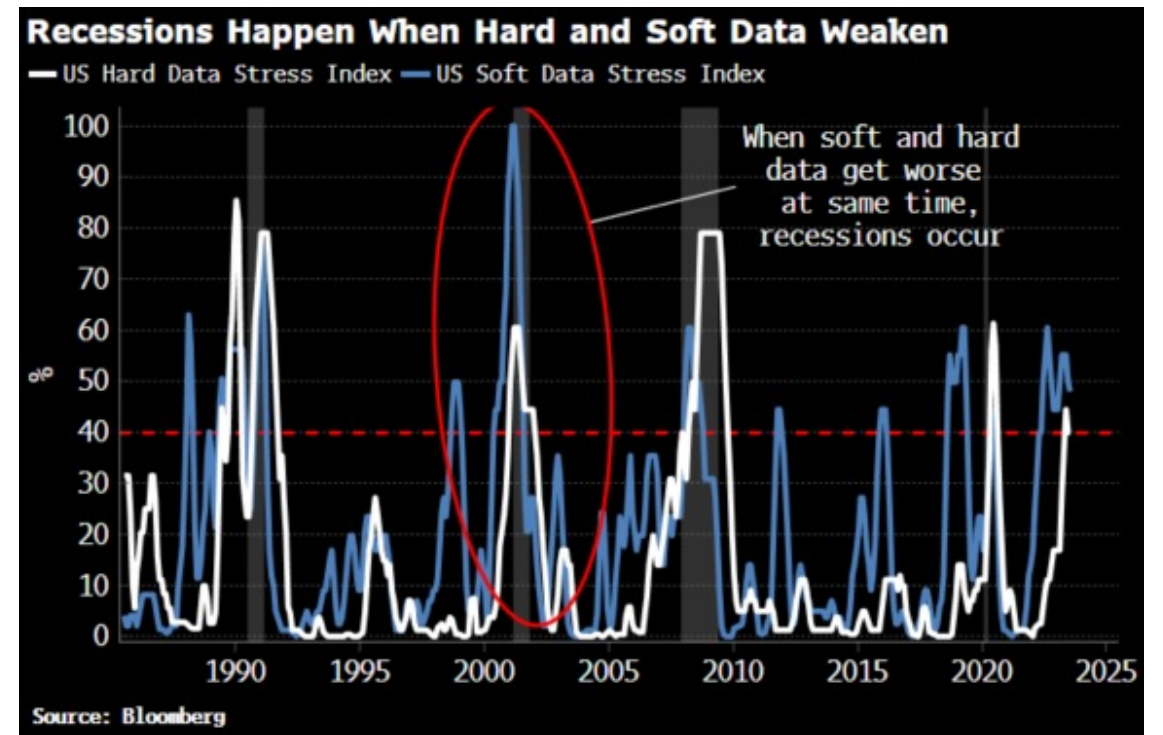 Recessions Happen When Hard and Soft Data Weaken
US Hard Data Stress Index US Soft Data Stress Index
When soft and hard
data get worse
at same time,
recessions occur
100
90
80
70
60
50
40
30
20
10
0
%
1990 1995 2000 2005 2010 2015 2020 2025
Source: Bloomberg